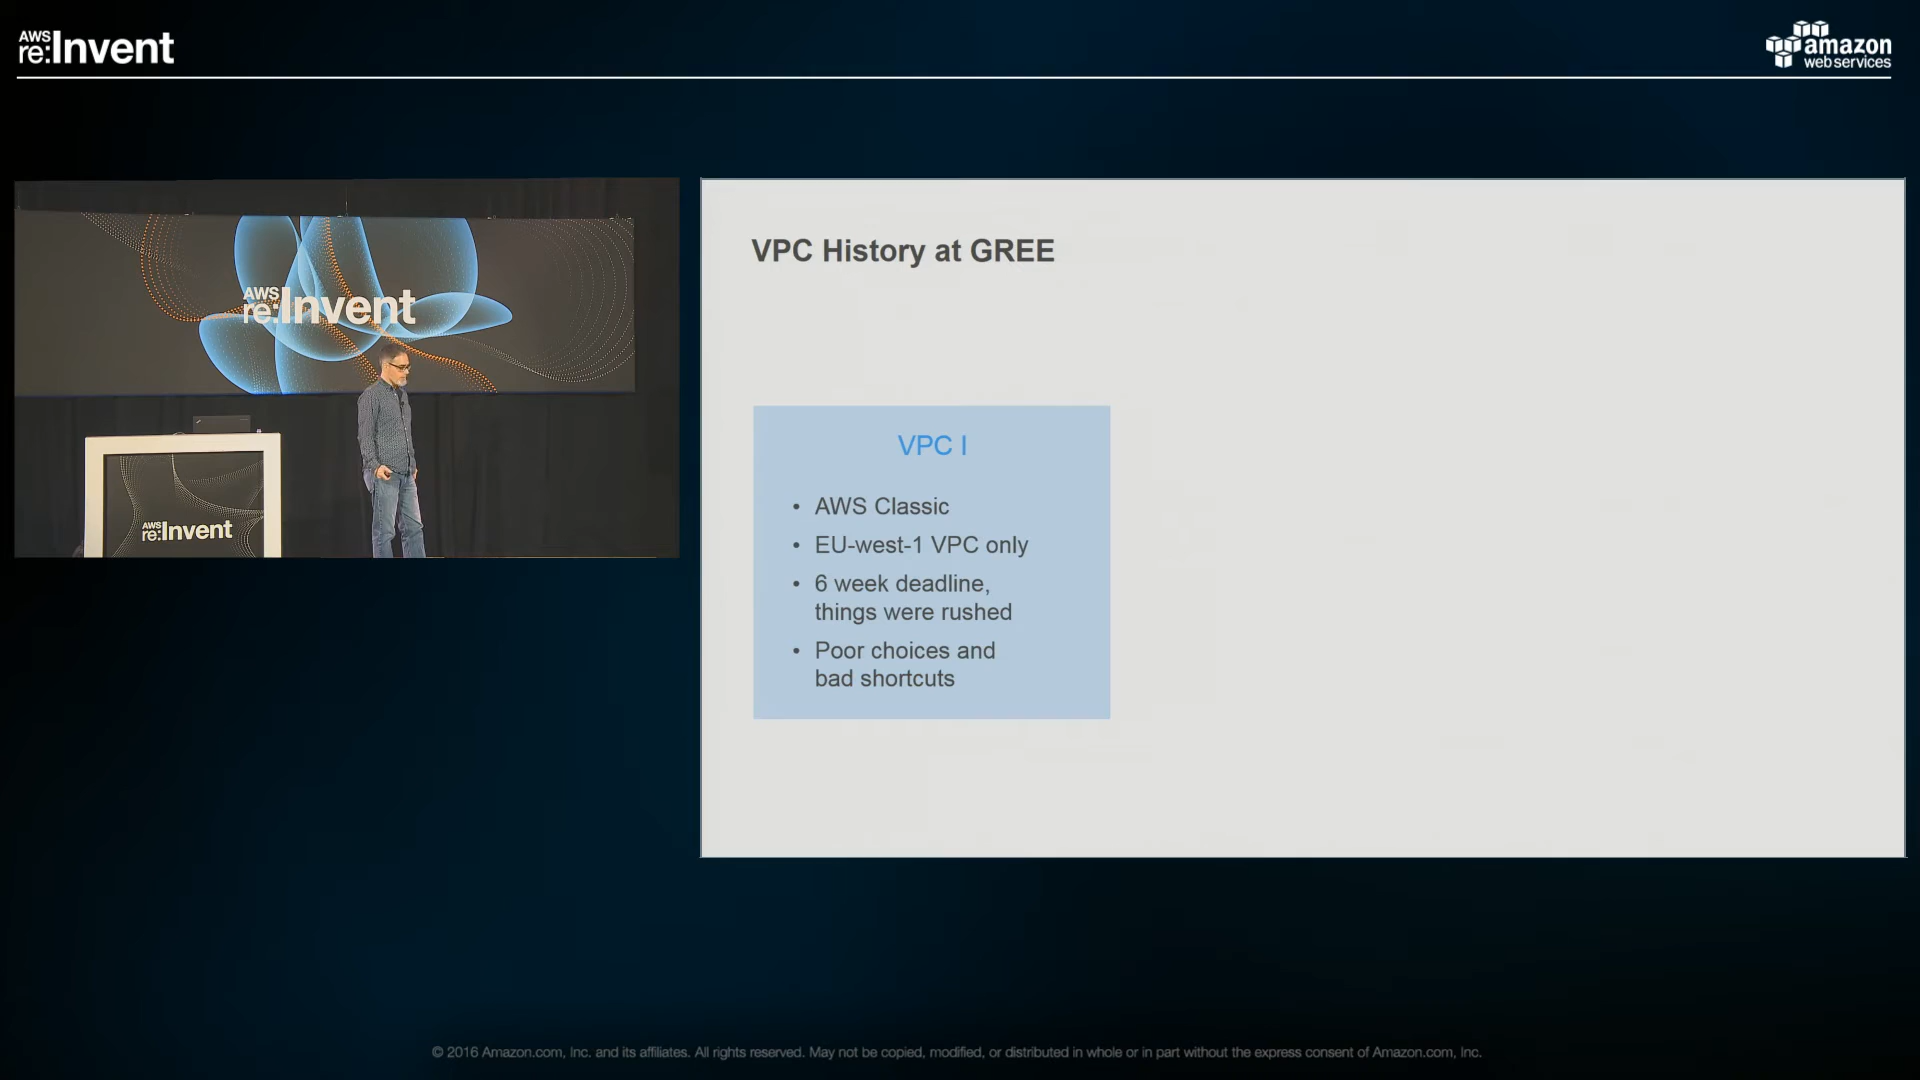 AWS
re:Invent
amazon
webservices
AWS
re:Invent
AWS
re:Invent
VPC History at GREE
VPC I
• AWS Classic
• EU-west-1 VPC only
• 6 week deadline,
things were rushed
• Poor choices and
bad shortcuts
© 2016 Amazon.com, Inc. and its affiliates. All rights reserved. May not be copied, modified, or distributed in whole or in part without the express consent of Amazon.com, Inc.